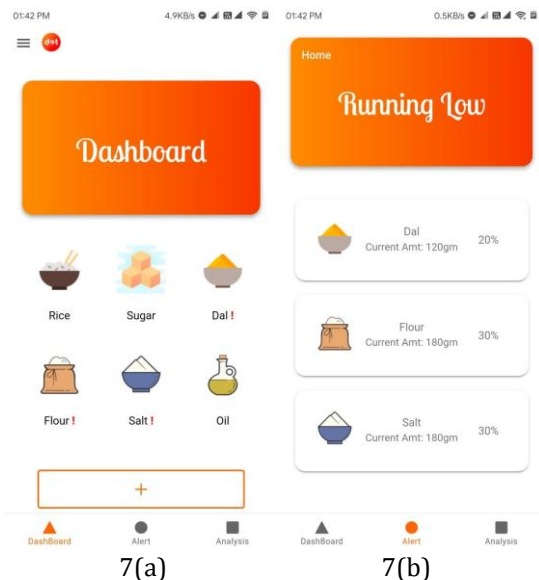 01:42 PM 4.9KB/s
dot
Dashboard
Rice Sugar Dal !
Flour ! Salt ! Oil
+
DashBoard Alert Analysis
7(a)
01:42 PM 0.5KB/s
Home
Running Low
Dal
Current Amt: 120gm 20%
Flour
Current Amt: 180gm 30%
Salt
Current Amt: 180gm 30%
DashBoard Alert Analysis
7(b)